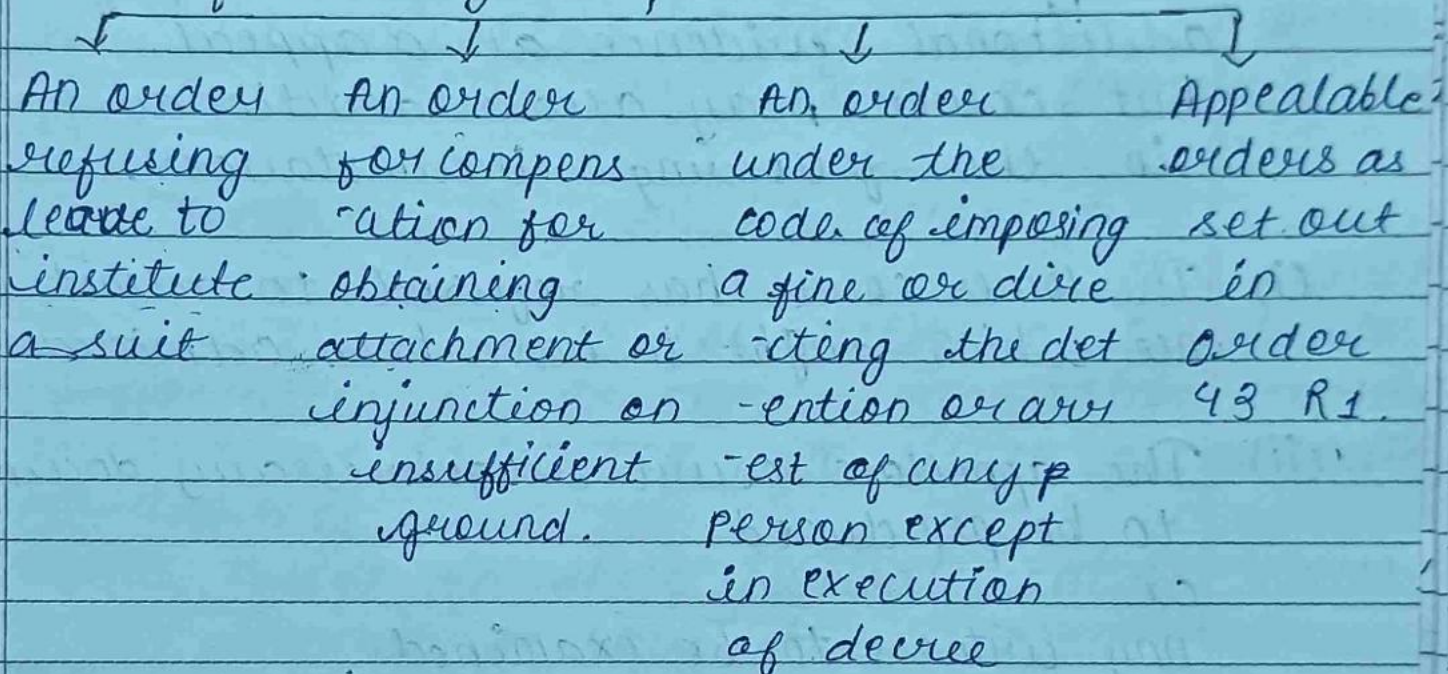 An order
refusing
leave to
institute
a suit
An order
for compens
-ation for
obtaining
attachment or
injunction on
insufficient
ground.
An order
under the
code of imposing
a fine or dire
-cting the det
-ention or arr
-est of any p
person except
in execution
of decree
Appealable
orders as
set out
in
order
43 R1.